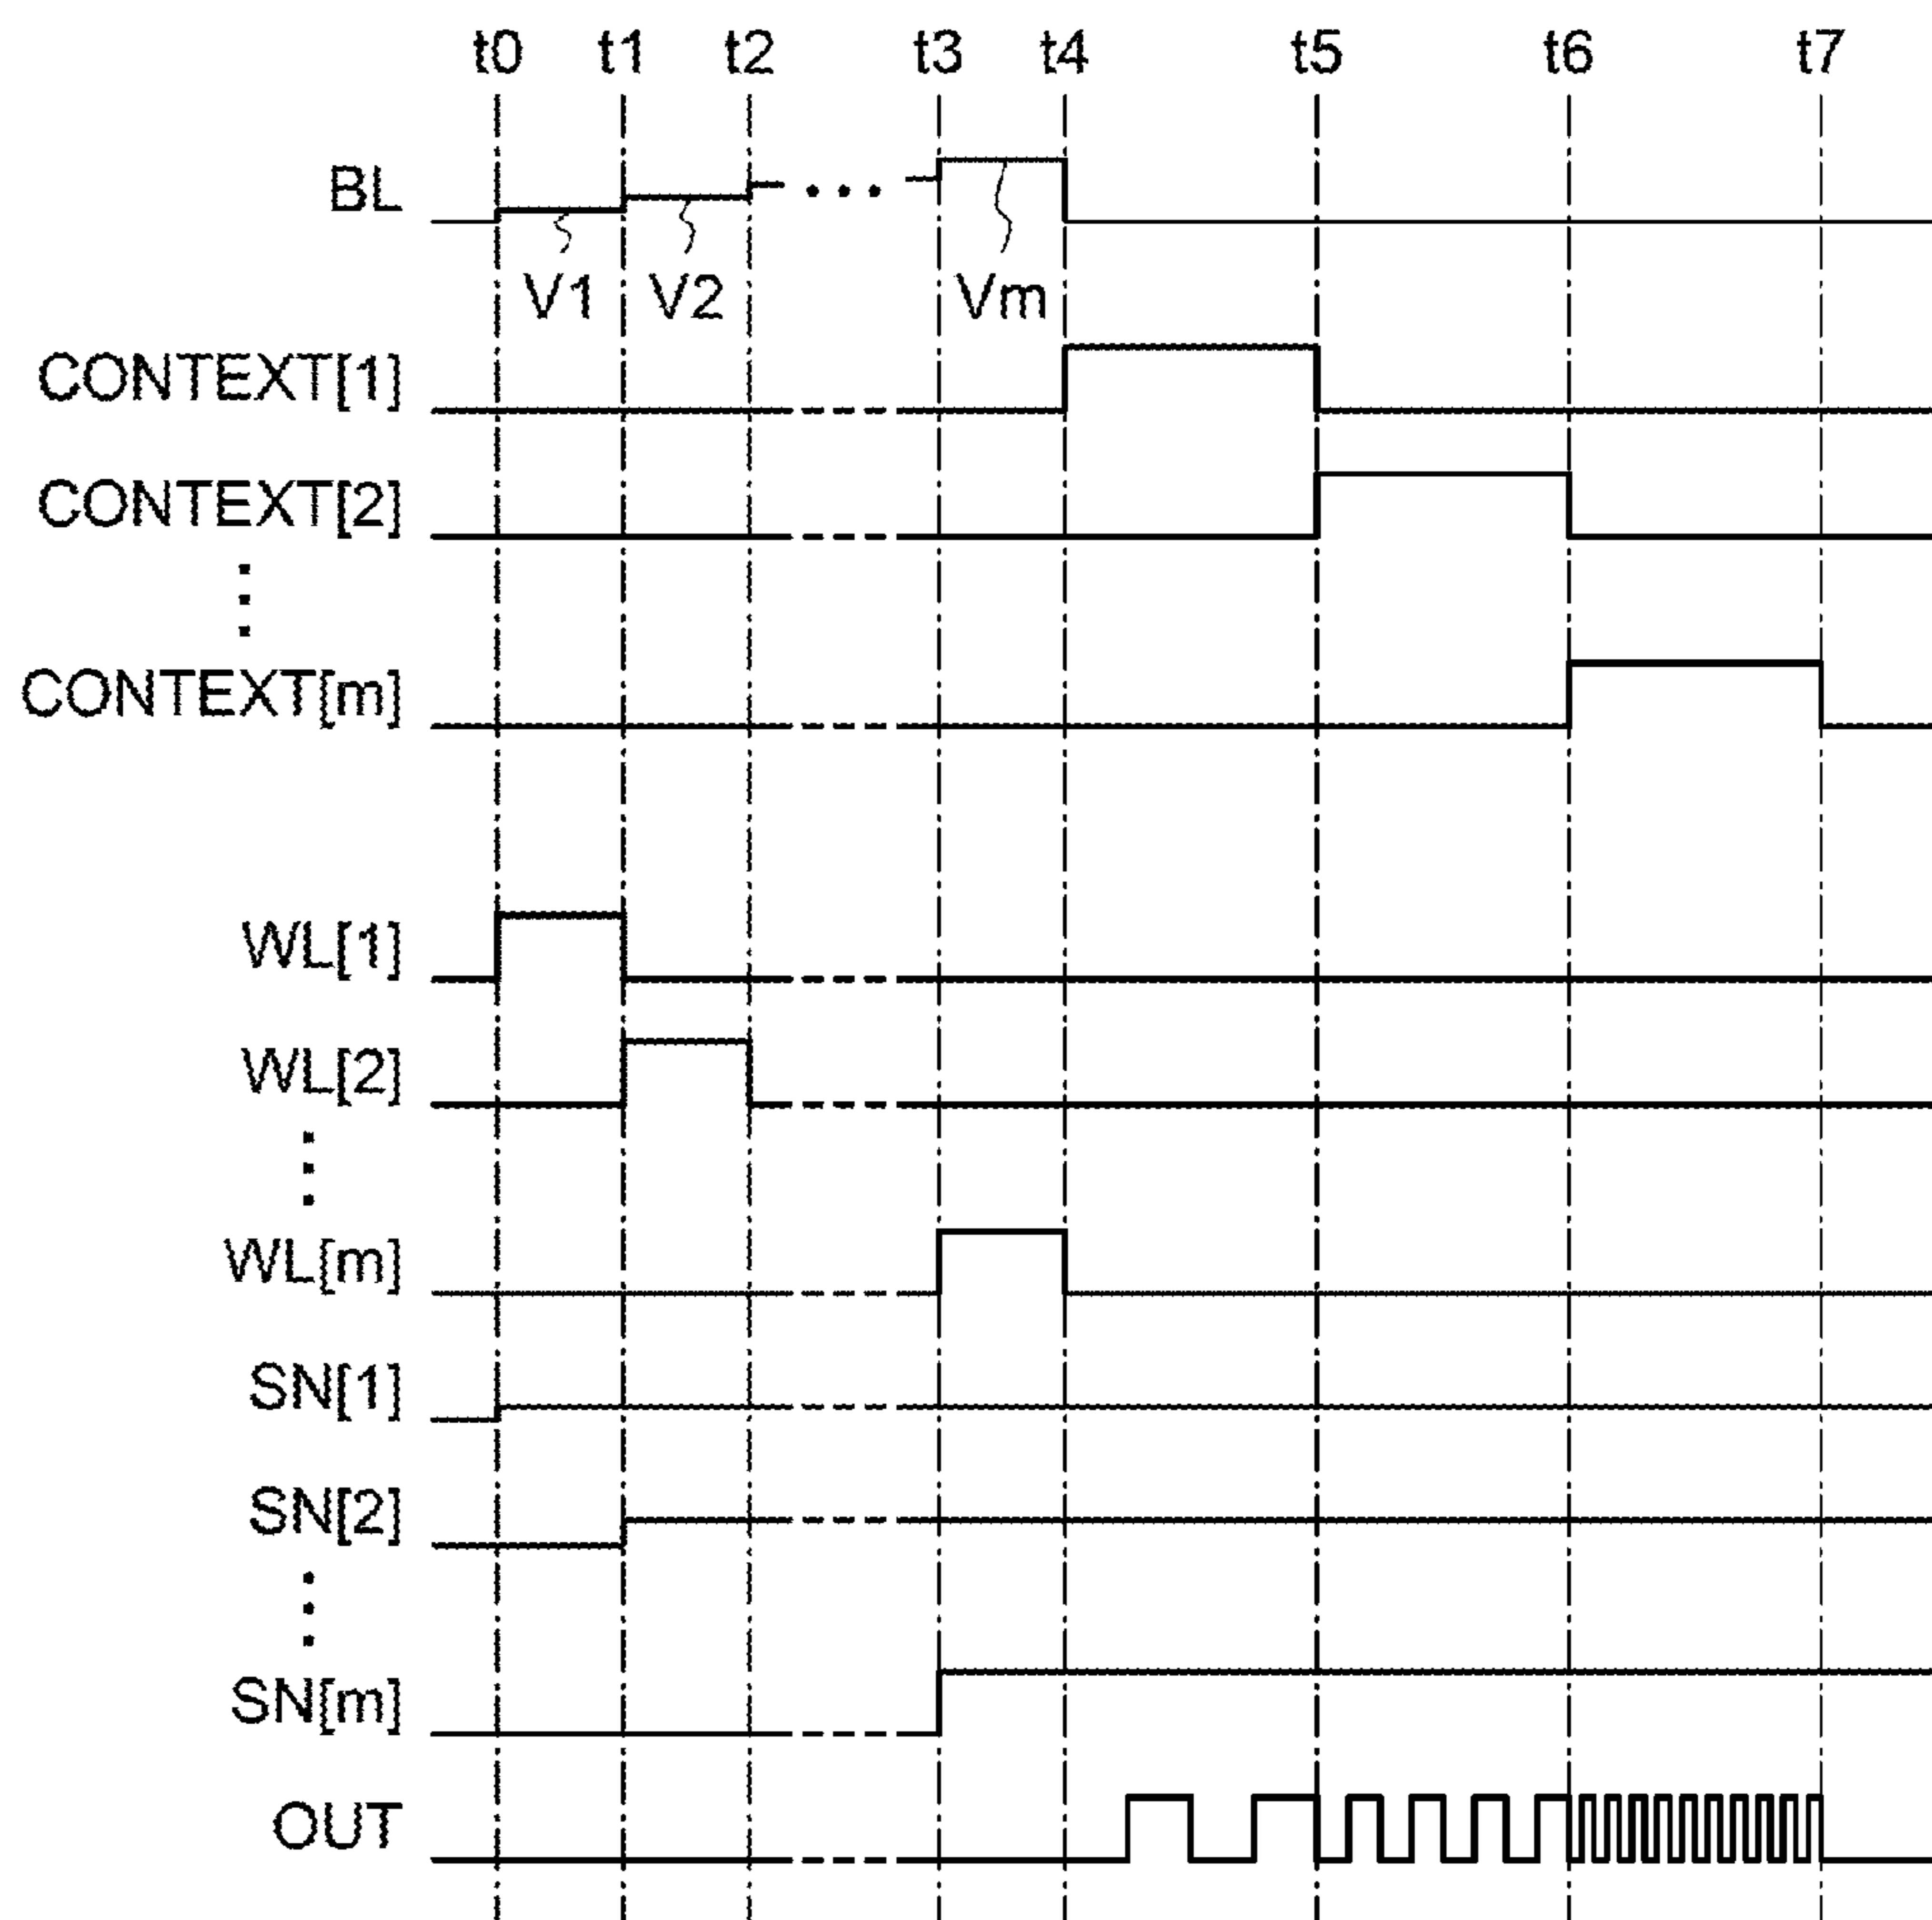 t0 t1 t2 t3 t4 t5 t6 t7
BL
V1 V2 Vm
CONTEXT[1]
CONTEXT[2]
CONTEXT[m]
WL[1]
WL[2]
WL[m]
SN[1]
SN[2]
SN[m]
OUT